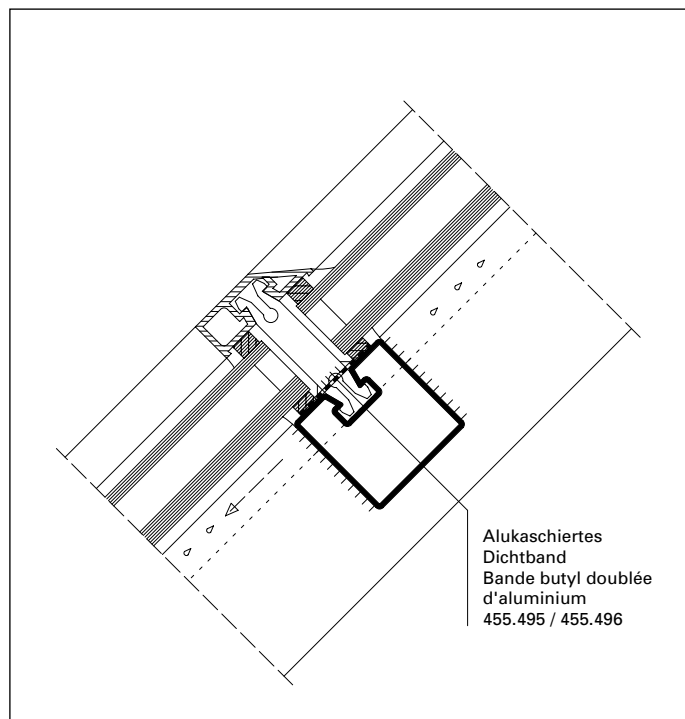 Alukaschiertes
Dichtband
Bande butyl doublée
d'aluminium
455.495 / 455.496